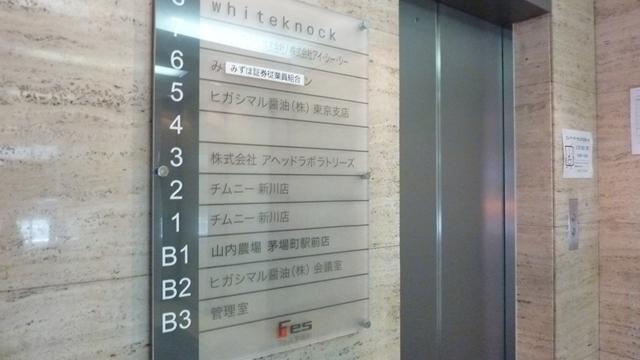 whiteknock
7 株式会社アイ・シー・シー
6 みずほ証券従業員組合
5 ヒガシマル醤油(株) 東京支店
4
3 株式会社 アヘッドラボラトリーズ
2 チムニー 新川店
1 チムニー 新川店
B1 山内農場 茅場町駅前店
B2 ヒガシマル醤油(株) 会議室
B3 管理室
Fes